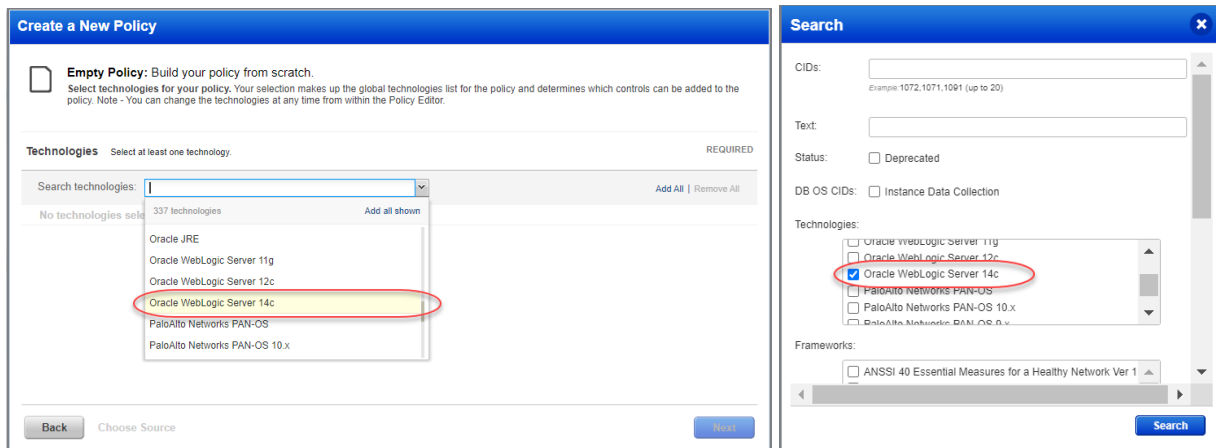 Create a New Policy
Empty Policy: Build your policy from scratch.
Select technologies for your policy. Your selection makes up the global technologies list for the policy and determines which controls can be added to the
policy. Note - You can change the technologies at any time from within the Policy Editor.
Technologies Select at least one technology. REQUIRED
Search technologies: Add All | Remove All
No technologies sele
337 technologies Add all shown
Oracle JRE
Oracle WebLogic Server 11g
Oracle WebLogic Server 12c
Oracle WebLogic Server 14c
PaloAlto Networks PAN-OS
PaloAlto Networks PAN-OS 10.x
Back Choose Source Next
Search
CIDs:
Example:1072,1071,1091 (up to 20)
Text:
Status: Deprecated
DB OS CIDs: Instance Data Collection
Technologies:
Oracle WebLogic Server 11g
Oracle WebLogic Server 12c
Oracle WebLogic Server 14c
PaloAlto Networks PAN-OS
PaloAlto Networks PAN-OS 10.x
PaloAlto Networks PAN-OS 9.x
Frameworks:
ANSSI 40 Essential Measures for a Healthy Network Ver 1
Search